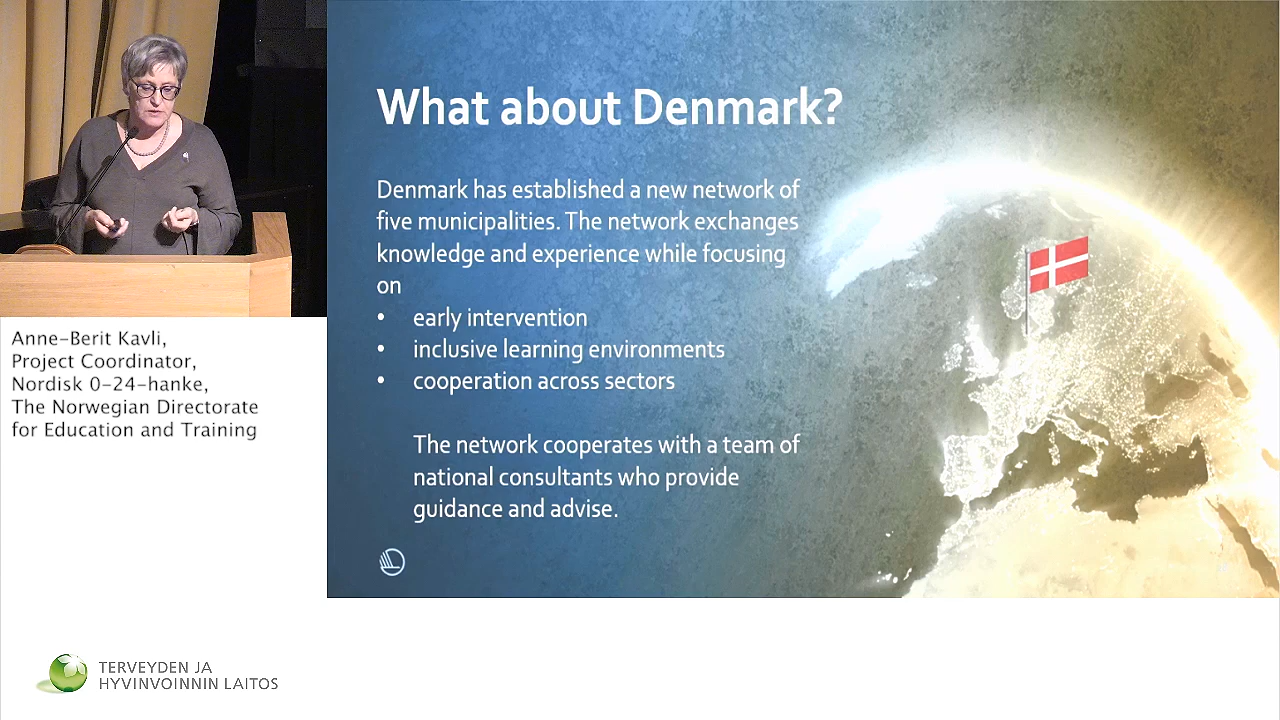 What about Denmark?
Denmark has established a new network of
five municipalities. The network exchanges
knowledge and experience while focusing
on
• early intervention
• inclusive learning environments
• cooperation across sectors
The network cooperates with a team of
national consultants who provide
guidance and advise.
Anne-Berit Kavli,
Project Coordinator,
Nordisk 0-24-hanke,
The Norwegian Directorate
for Education and Training
TERVEYDEN JA
HYVINVOINNIN LAITOS